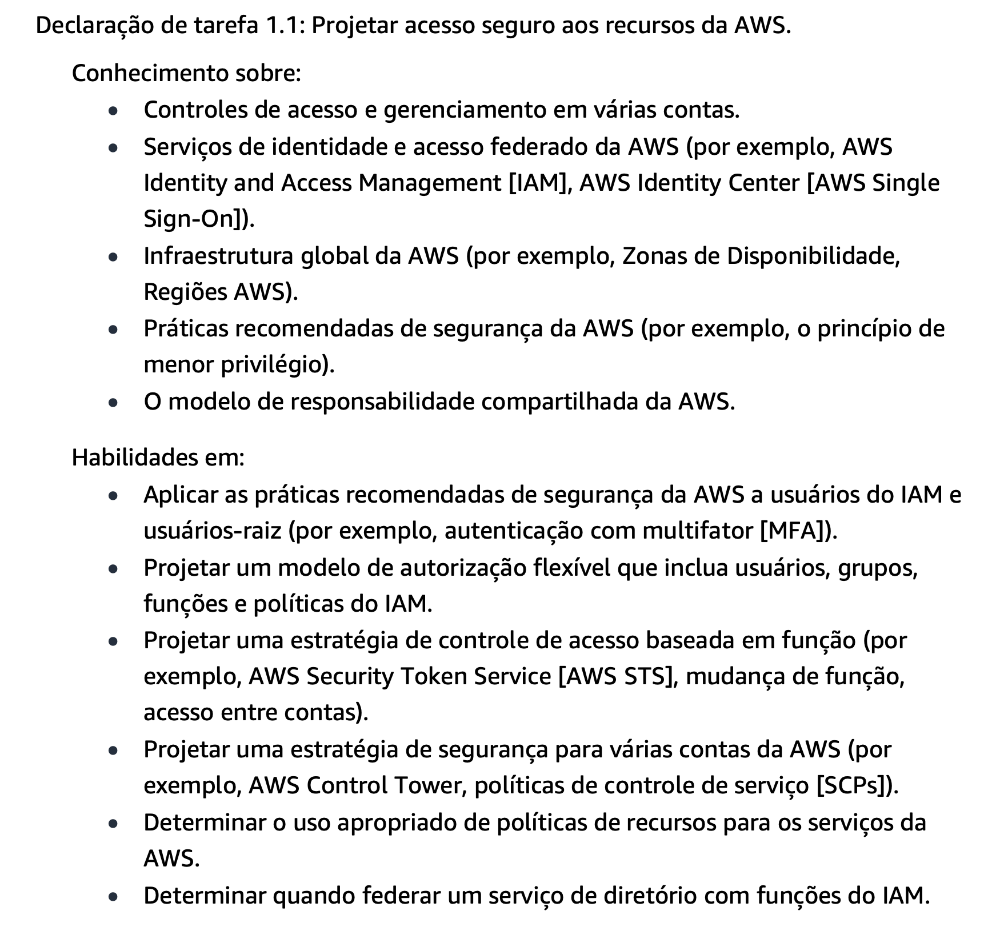 Declaração de tarefa 1.1: Projetar acesso seguro aos recursos da AWS.
Conhecimento sobre:
• Controles de acesso e gerenciamento em várias contas.
• Serviços de identidade e acesso federado da AWS (por exemplo, AWS
Identity and Access Management [IAM], AWS Identity Center [AWS Single
Sign-On]).
• Infraestrutura global da AWS (por exemplo, Zonas de Disponibilidade,
Regiões AWS).
• Práticas recomendadas de segurança da AWS (por exemplo, o princípio de
menor privilégio).
• O modelo de responsabilidade compartilhada da AWS.
Habilidades em:
• Aplicar as práticas recomendadas de segurança da AWS a usuários do IAM e
usuários-raiz (por exemplo, autenticação com multifator [MFA]).
• Projetar um modelo de autorização flexível que inclua usuários, grupos,
funções e políticas do IAM.
• Projetar uma estratégia de controle de acesso baseada em função (por
exemplo, AWS Security Token Service [AWS STS], mudança de função,
acesso entre contas).
• Projetar uma estratégia de segurança para várias contas da AWS (por
exemplo, AWS Control Tower, políticas de controle de serviço [SCPs]).
• Determinar o uso apropriado de políticas de recursos para os serviços da
AWS.
• Determinar quando federar um serviço de diretório com funções do IAM.